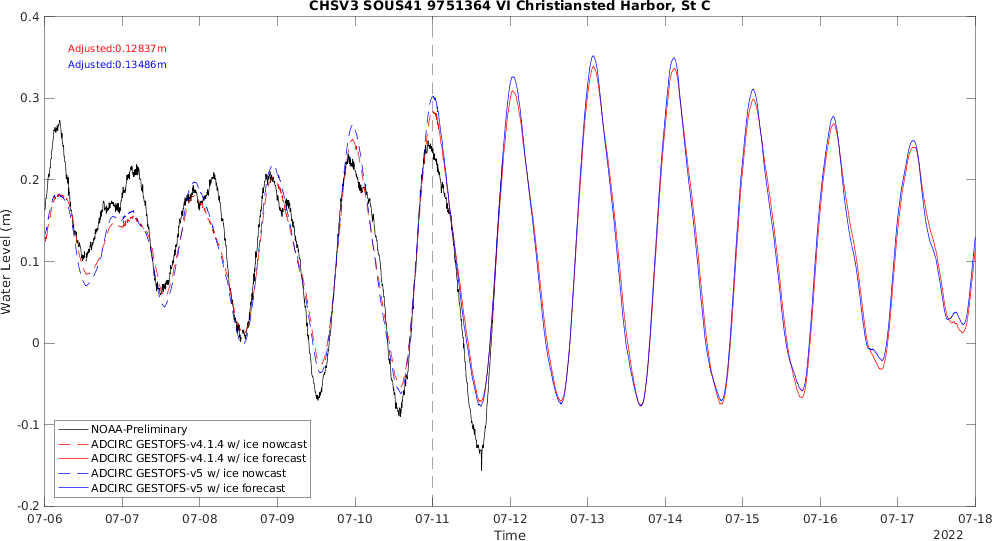 CHSV3 SOUS41 9751364 VI Christiansted Harbor, St C
Adjusted:0.12837m
Adjusted:0.13486m
0.4
0.3
0.2
0.1
0
-0.1
-0.2
Water Level (m)
NOAA-Preliminary
ADCIRC GESTOFS-v4.1.4 w/ ice nowcast
ADCIRC GESTOFS-v4.1.4 w/ ice forecast
ADCIRC GESTOFS-v5 w/ ice nowcast
ADCIRC GESTOFS-v5 w/ ice forecast
07-06 07-07 07-08 07-09 07-10 07-11 07-12 07-13 07-14 07-15 07-16 07-17 07-18
Time
2022